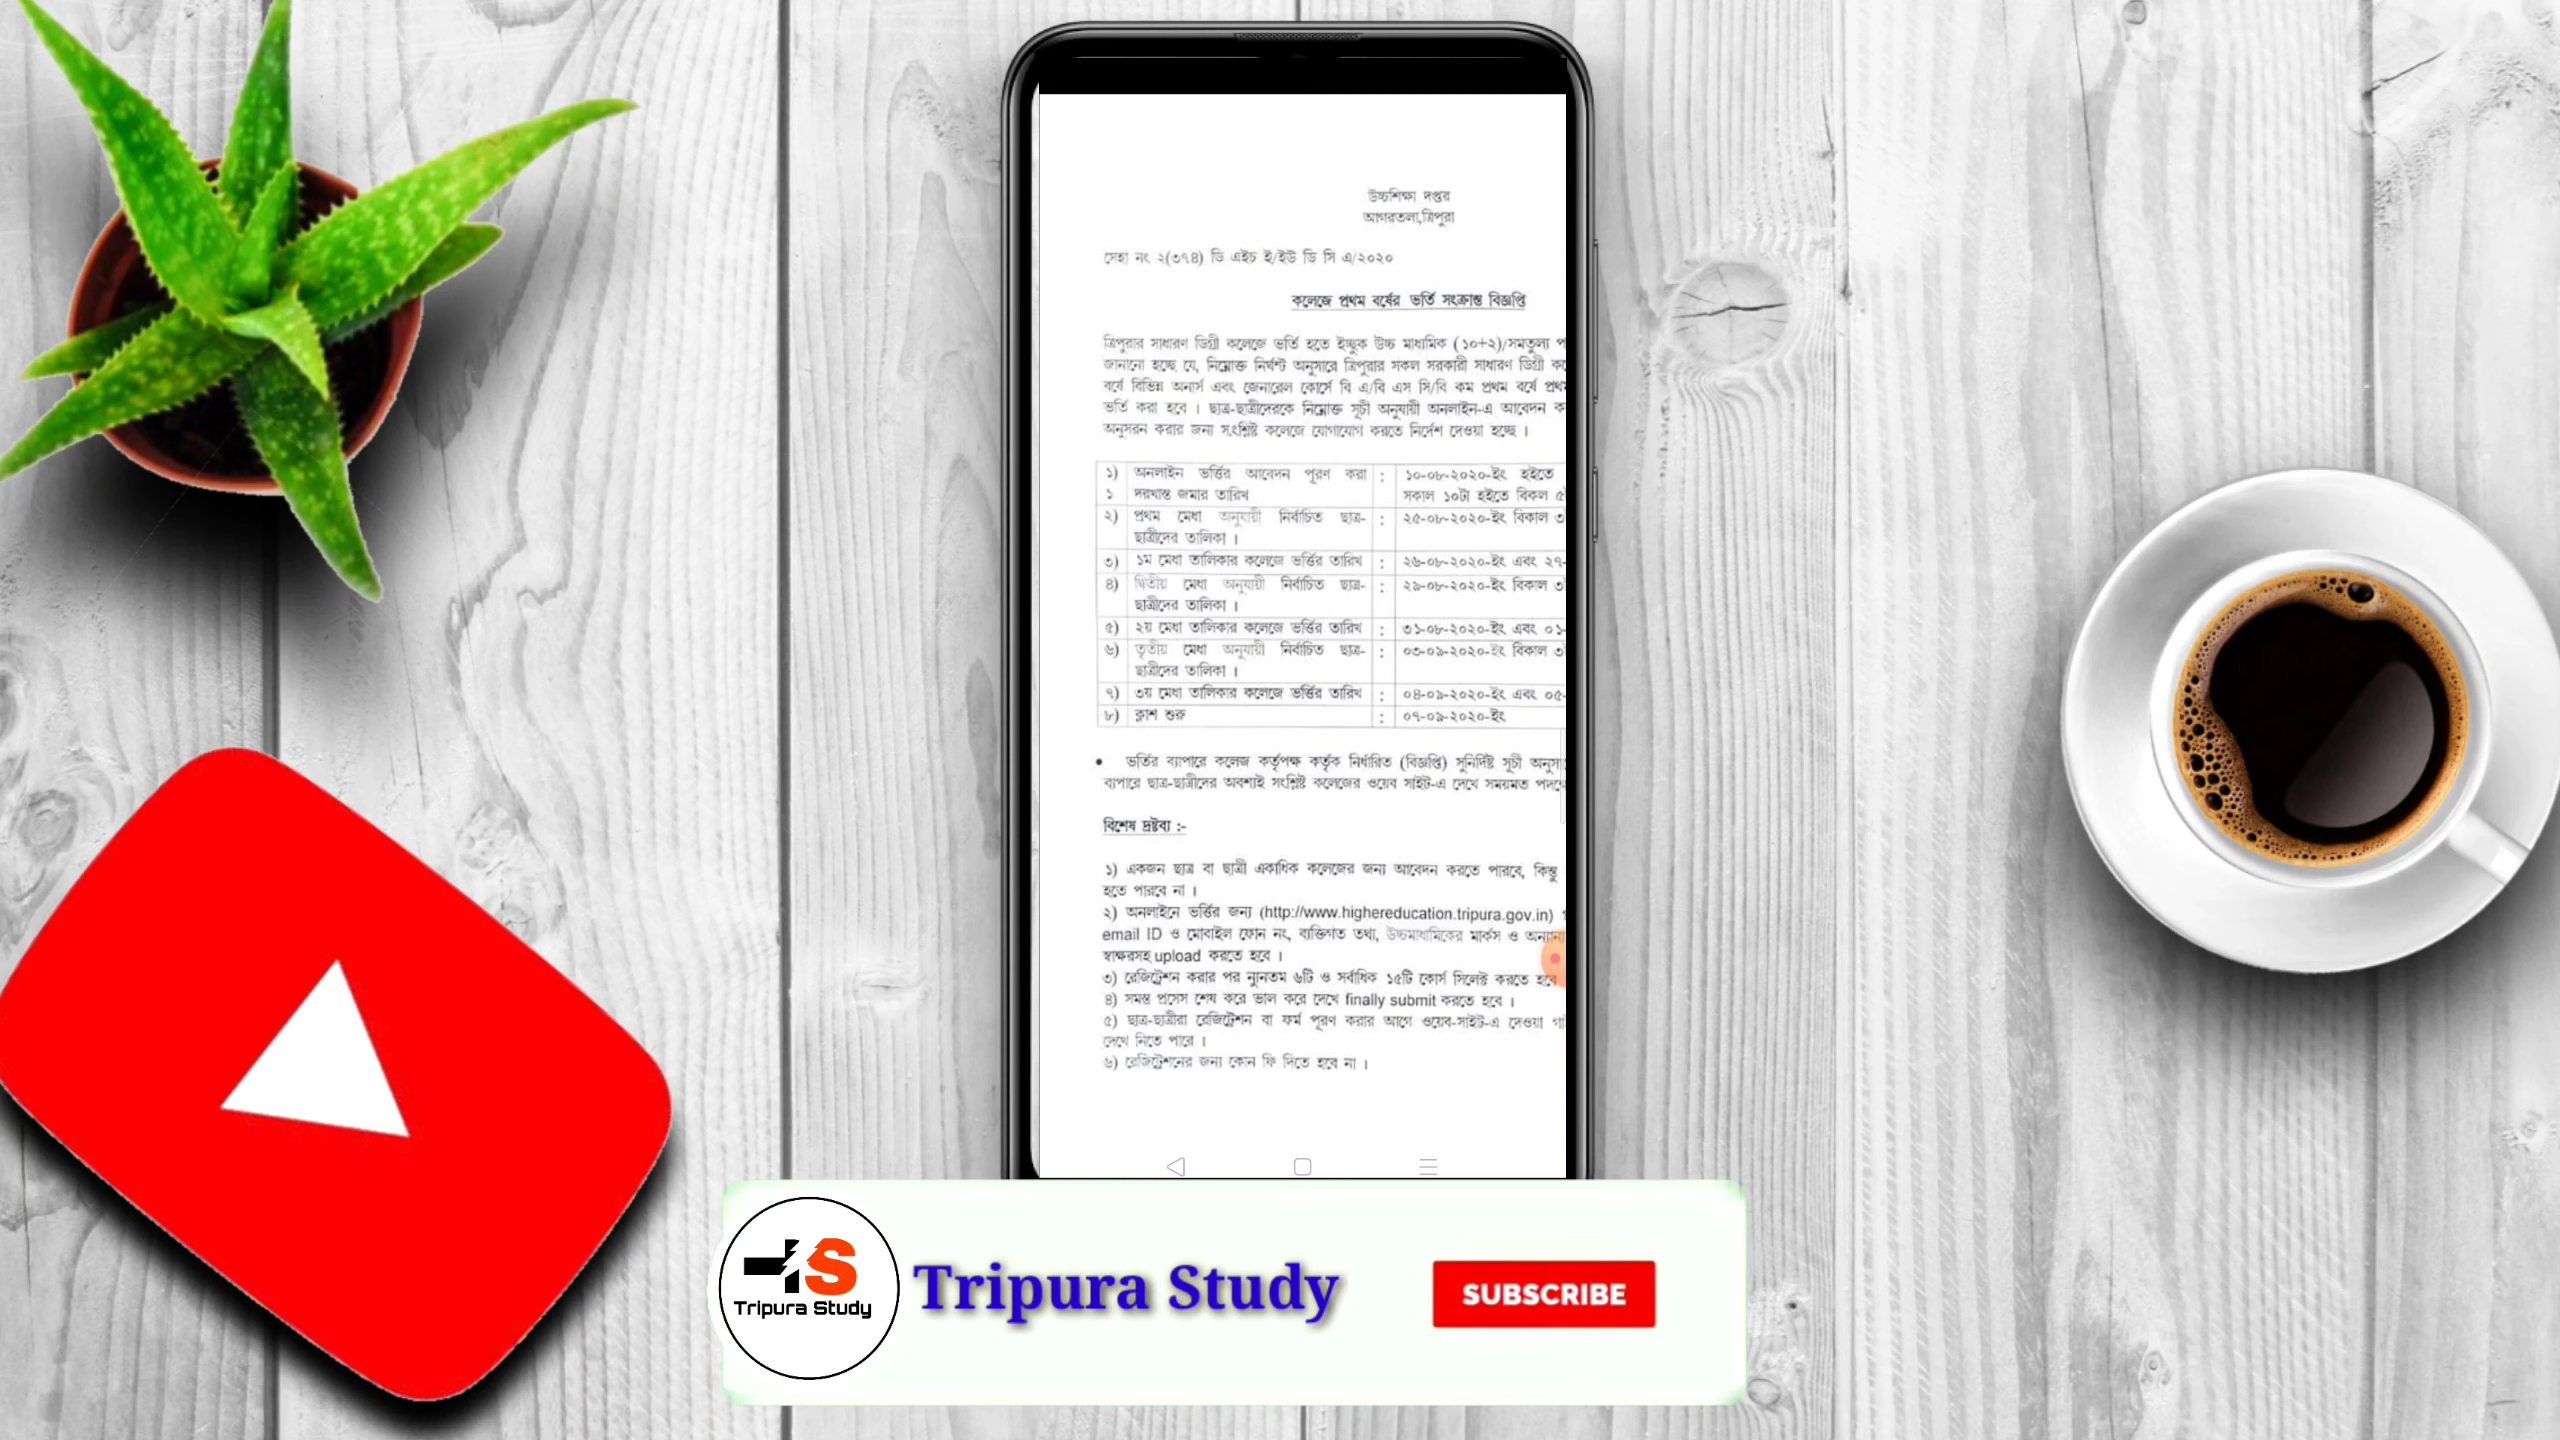 উচ্চশিক্ষা দপ্তর
আগরতলা,ত্রিপুরা
সেহা নং ২(৩৭৪) ডি এইচ ই/ইউ ডি সি এ/২০২০
কলেজে প্রথম বর্ষের ভর্তি সংক্রান্ত বিজ্ঞপ্তি
ত্রিপুরার সাধারণ ডিগ্রী কলেজে ভর্তি হতে ইচ্ছুক উচ্চ মাধ্যমিক (১০+২)/সমতুল্য
জানানো হচ্ছে যে, নিম্নোক্ত নির্ঘন্ট অনুসারে ত্রিপুরার সকল সরকারী সাধারণ ডিগ্রী
বর্ষে বিভিন্ন অনার্স এবং জেনারেল কোর্সে বি এ/বি এস সি/বি কম প্রথম বর্ষে
ভর্তি করা হবে । ছাত্র-ছাত্রীদেরকে নিম্নোক্ত সূচী অনুযায়ী অনলাইন-এ আবেদন
অনুসরন করার জন্য সংশ্লিষ্ট কলেজে যোগাযোগ করতে নির্দেশ দেওয়া হচ্ছে ।
১) অনলাইন ভর্ত্তির আবেদন পূরণ করা : ১০-০৮-২০২০-ইং হইতে
১ দরখাস্ত জমার তারিখ সকাল ১০টা হইতে বিকল
২) প্রথম মেধা অনুযায়ী নির্বাচিত ছাত্র- : ২৫-০৮-২০২০-ইং বিকাল
ছাত্রীদের তালিকা ।
৩) ১ম মেধা তালিকার কলেজে ভর্ত্তির তারিখ : ২৬-০৮-২০২০-ইং এবং ২৭-
৪) দ্বিতীয় মেধা অনুযায়ী নির্বাচিত ছাত্র- : ২৯-০৮-২০২০-ইং বিকাল
ছাত্রীদের তালিকা ।
৫) ২য় মেধা তালিকার কলেজে ভর্ত্তির তারিখ : ৩১-০৮-২০২০-ইং এবং ০১-
৬) তৃতীয় মেধা অনুযায়ী নির্বাচিত ছাত্র- : ০৩-০৯-২০২০-ইং বিকাল
ছাত্রীদের তালিকা ।
৭) ৩য় মেধা তালিকার কলেজে ভর্ত্তির তারিখ : ০৪-০৯-২০২০-ইং এবং ০৫-
৮) ক্লাশ শুরু : ০৭-০৯-২০২০-ইং
• ভর্তির ব্যাপারে কলেজ কর্তৃপক্ষ কর্তৃক নির্ধারিত (বিজ্ঞপ্তি) সুনির্দিষ্ট সূচী
ব্যপারে ছাত্র-ছাত্রীদের অবশ্যই সংশ্লিষ্ট কলেজের ওয়েব সাইট-এ দেখে সময়মত
বিশেষ দ্রষ্টব্য :-
১) একজন ছাত্র বা ছাত্রী একাধিক কলেজের জন্য আবেদন করতে পারবে, কিন্তু
হতে পারবে না ।
২) অনলাইনে ভর্ত্তির জন্য (http://www.highereducation.tripura.gov.in)
email ID ও মোবাইল ফোন নং, ব্যক্তিগত তথ্য, উচ্চমাধ্যমিকের মার্কস ও
স্বাক্ষরসহ upload করতে হবে ।
৩) রেজিট্রেশন করার পর ন্যুনতম ৬টি ও সর্বাধিক ১৫টি কোর্স সিলেক্ট করতে হবে
৪) সমস্ত প্রসেস শেষ করে ভাল করে দেখে finally submit করতে হবে ।
৫) ছাত্র-ছাত্রীরা রেজিট্রেশন বা ফর্ম পূরণ করার আগে ওয়েব-সাইট-এ দেওয়া
দেখে নিতে পারে ।
৬) রেজিট্রেশনের জন্য কোন ফি দিতে হবে না ।
Tripura Study
Tripura Study
SUBSCRIBE